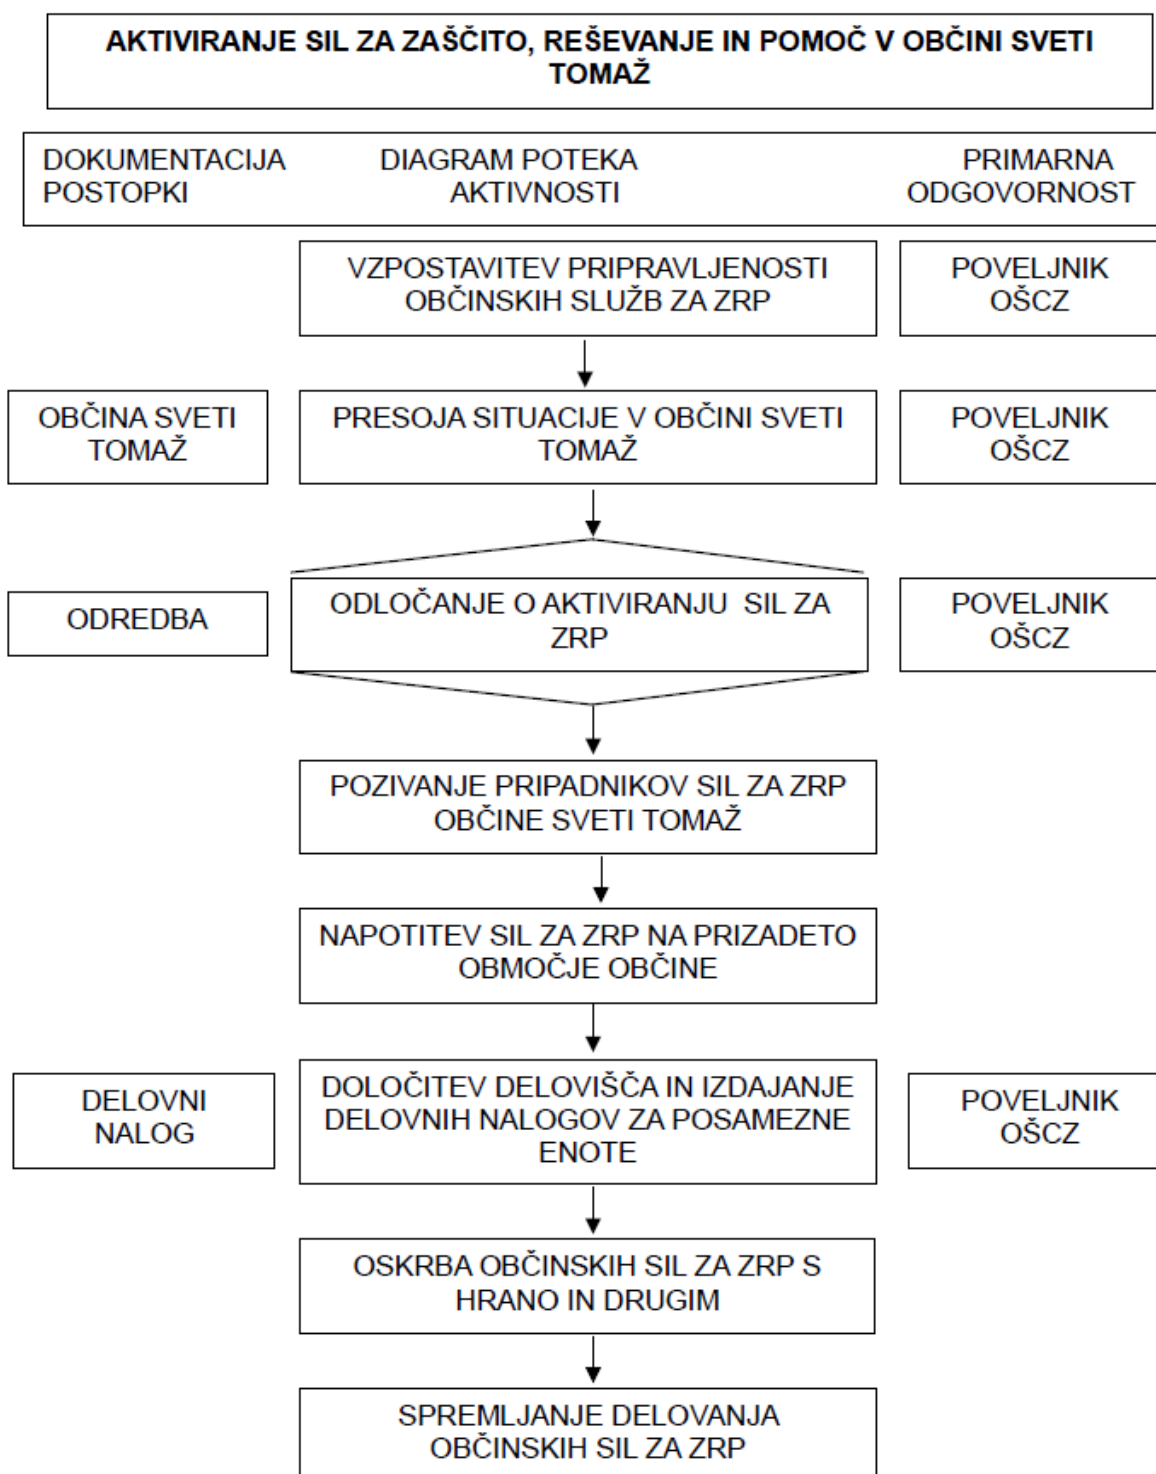 AKTIVIRANJE SIL ZA ZAŠČITO, REŠEVANJE IN POMOČ V OBČINI SVETI
TOMAŽ
DOKUMENTACIJA
POSTOPKI
DIAGRAM POTEKA
AKTIVNOSTI
PRIMARNA
ODGOVORNOST
VZPOSTAVITEV PRIPRAVLJENOSTI
OBČINSKIH SLUŽB ZA ZRP
POVELJNIK
OŠCZ
OBČINA SVETI
TOMAŽ
PRESOJA SITUACIJE V OBČINI SVETI
TOMAŽ
POVELJNIK
OŠCZ
ODREDBA
ODLOČANJE O AKTIVIRANJU SIL ZA
ZRP
POVELJNIK
OŠCZ
POZIVANJE PRIPADNIKOV SIL ZA ZRP
OBČINE SVETI TOMAŽ
NAPOTITEV SIL ZA ZRP NA PRIZADETO
OBMOČJE OBČINE
DELOVNI
NALOG
DOLOČITEV DELOVIŠČA IN IZDAJANJE
DELOVNIH NALOGOV ZA POSAMEZNE
ENOTE
POVELJNIK
OŠCZ
OSKRBA OBČINSKIH SIL ZA ZRP S
HRANO IN DRUGIM
SPREMLJANJE DELOVANJA
OBČINSKIH SIL ZA ZRP